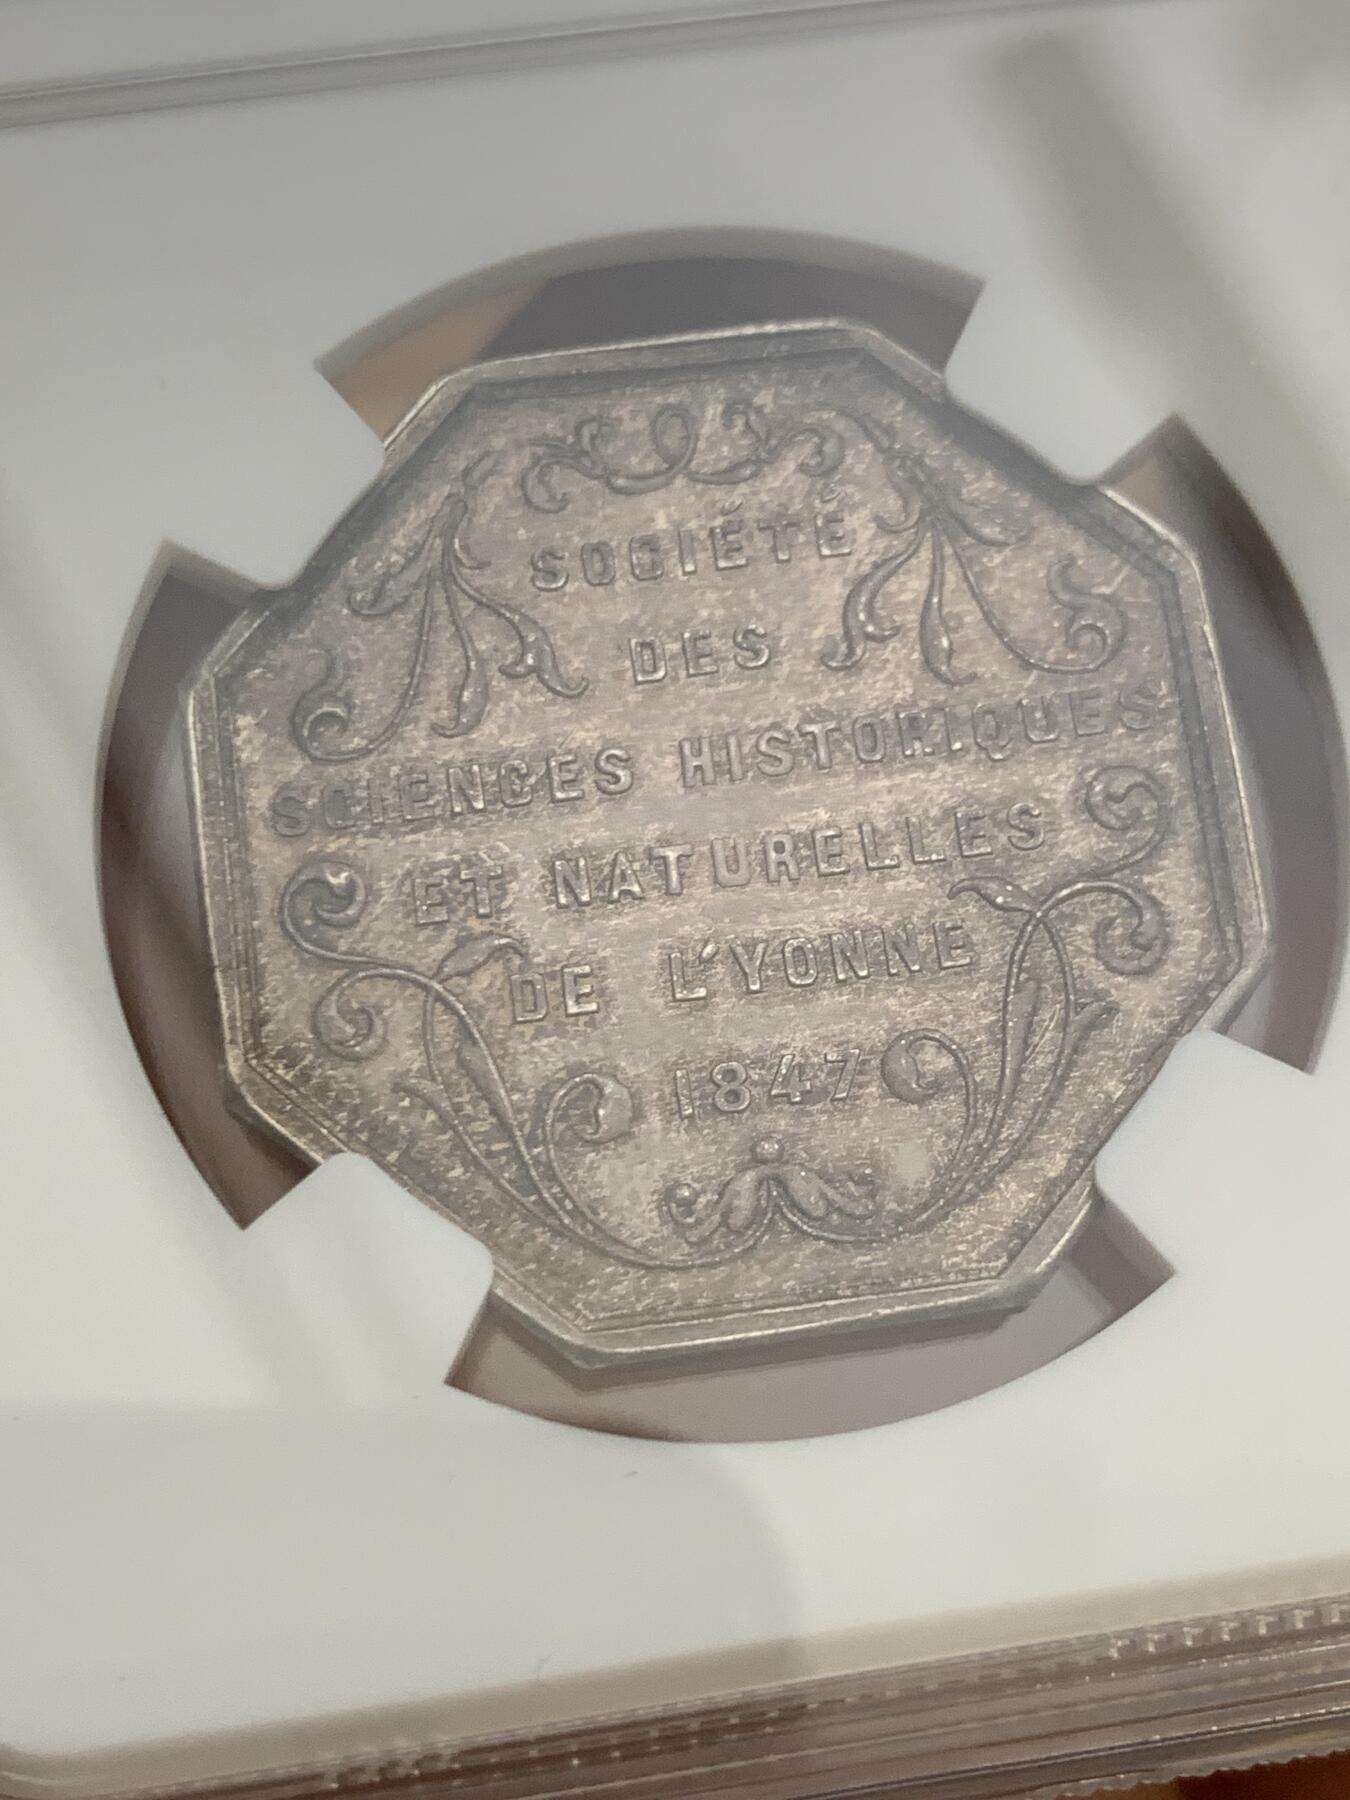 SOCIÉTÉ
DES
SCIENCES HISTORIQUES
ET NATURELLES
DE L'YONNE
1847